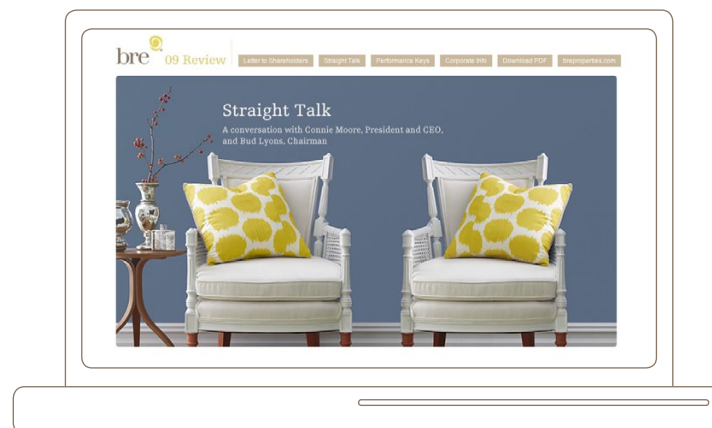 bre 09 Review
Letter to Shareholders
Straight Talk
Performance Keys
Corporate Info
Download PDF
breproperties.com
Straight Talk
A conversation with Connie Moore, President and CEO,
and Bud Lyons, Chairman